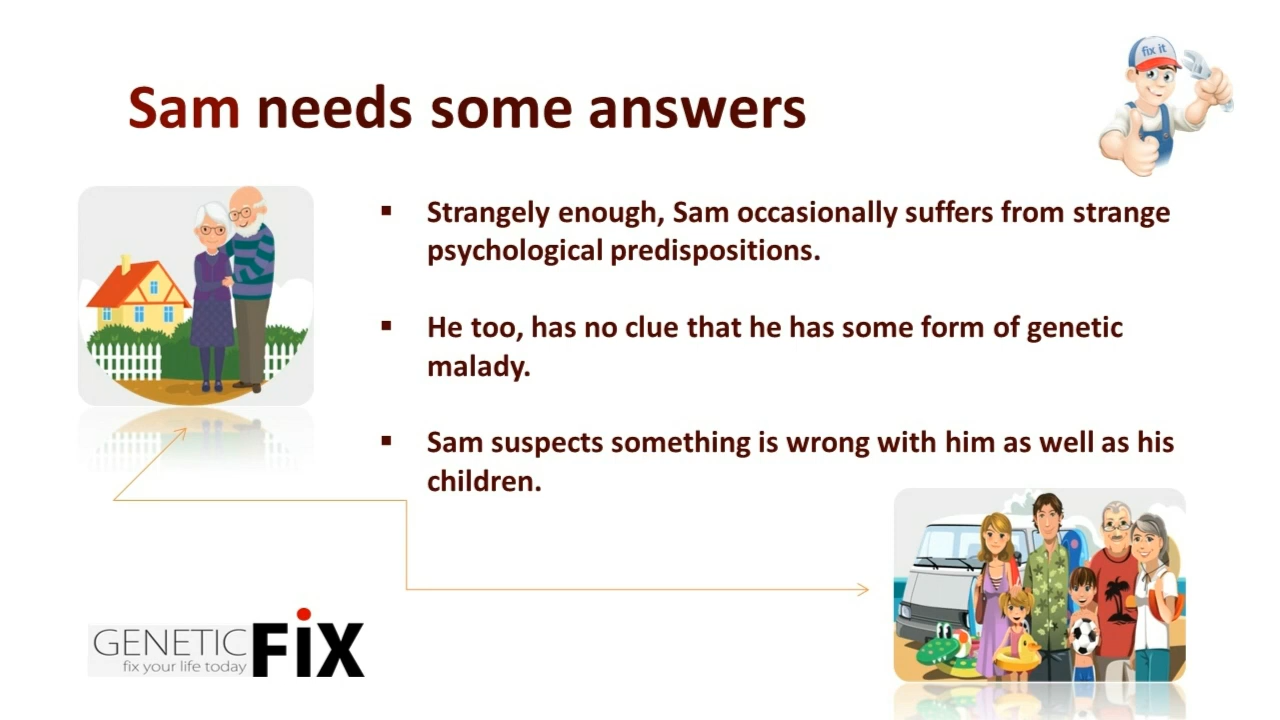 fix it
Sam needs some answers
▪ Strangely enough, Sam occasionally suffers from strange
psychological predispositions.
▪ He too, has no clue that he has some form of genetic
malady.
▪ Sam suspects something is wrong with him as well as his
children.
GENETIC FiX
fix your life today